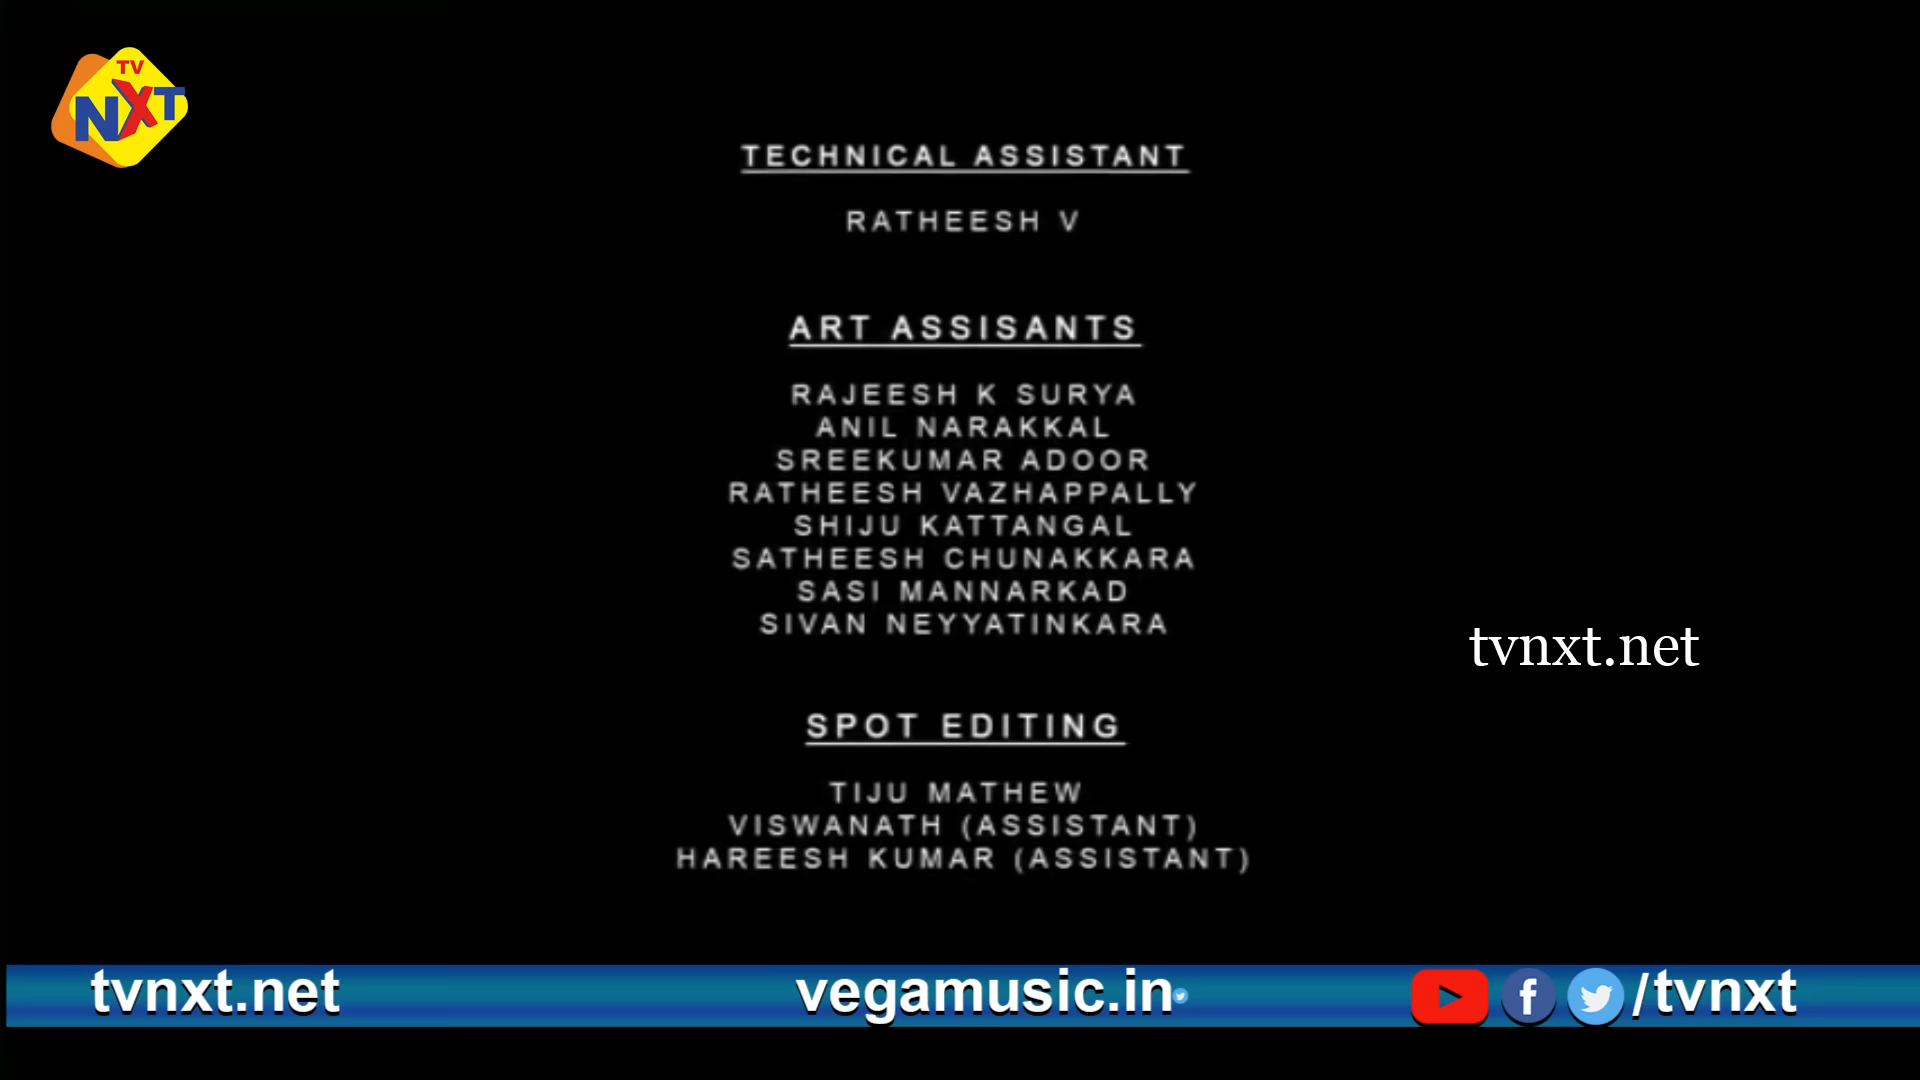 TV
NXT
TECHNICAL ASSISTANT
RATHEESH V
ART ASSISANTS
RAJEESH K SURYA
ANIL NARAKKAL
SREEKUMAR ADOOR
RATHEESH VAZHAPPALLY
SHIJU KATTANGAL
SATHEESH CHUNAKKARA
SASI MANNARKAD
SIVAN NEYYATINKARA
tvnxt.net
SPOT EDITING
TIJU MATHEW
VISWANATH (ASSISTANT)
HAREESH KUMAR (ASSISTANT)
tvnxt.net vegamusic.in f /tvnxt